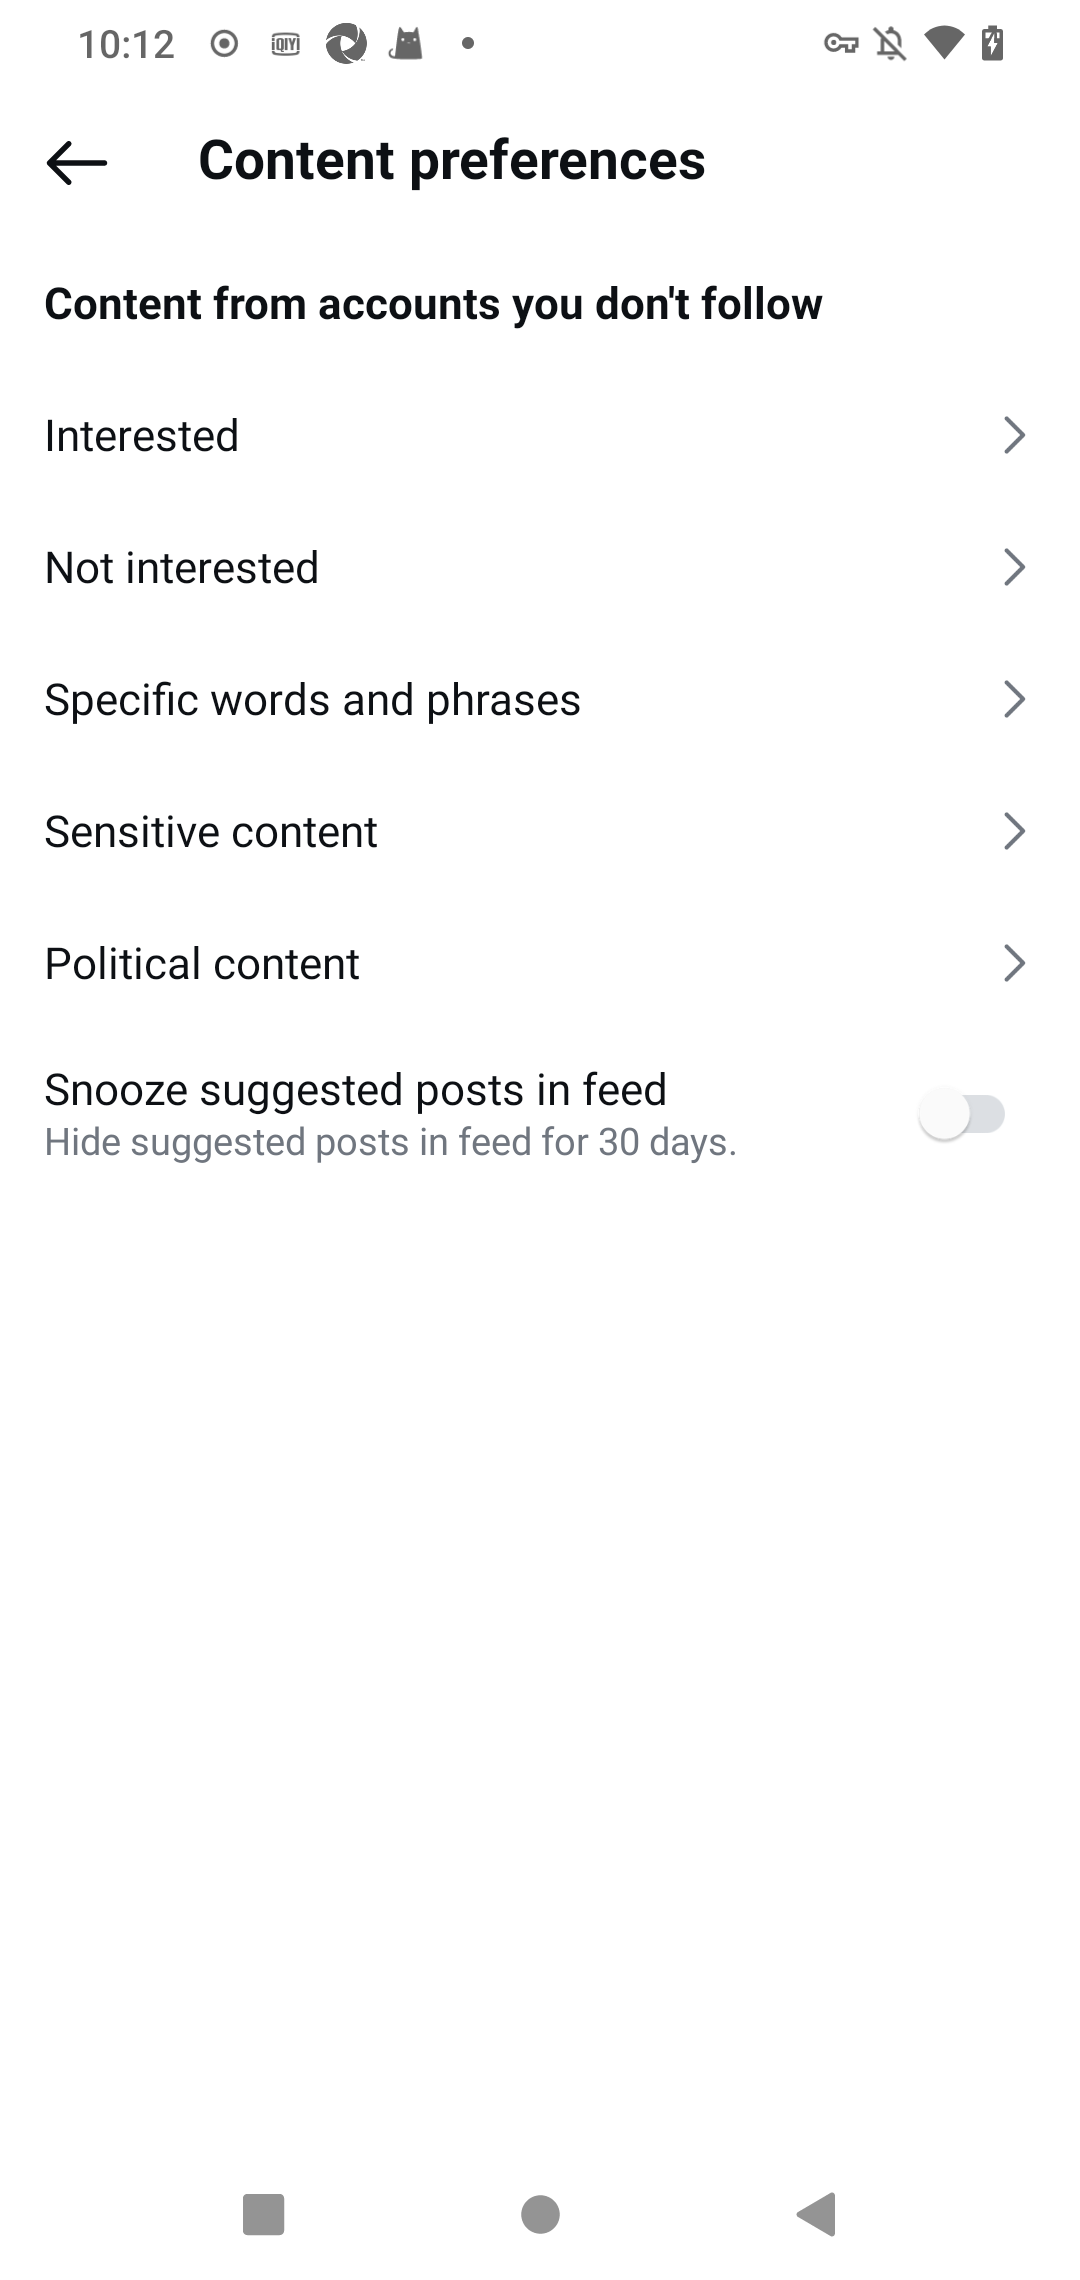 10:12 iQIYI
Content preferences
Content from accounts you don't follow
Interested
Not interested
Specific words and phrases
Sensitive content
Political content
Snooze suggested posts in feed
Hide suggested posts in feed for 30 days.